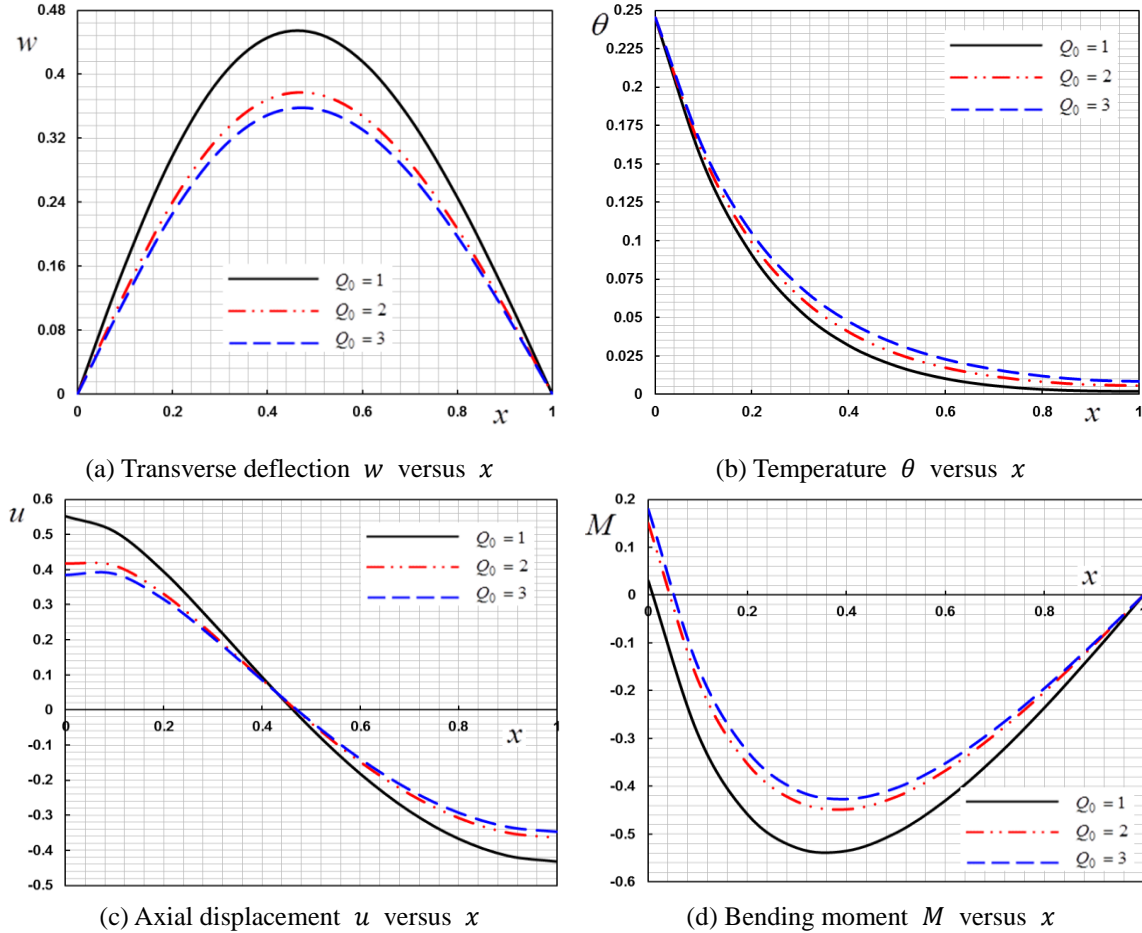 0.48
w
0.4
0.32
0.24
0.16
0.08
0
Q₀ = 1
Q₀ = 2
Q₀ = 3
0 0.2 0.4 0.6 0.8 1
x
(a) Transverse deflection w versus x
0.25
θ
0.225
0.2
0.175
0.15
0.125
0.1
0.075
0.05
0.025
0
Q₀ = 1
Q₀ = 2
Q₀ = 3
0 0.2 0.4 0.6 0.8 1
x
(b) Temperature θ versus x
0.6
u
0.5
0.4
0.3
0.2
0.1
0
-0.1
-0.2
-0.3
-0.4
-0.5
Q₀ = 1
Q₀ = 2
Q₀ = 3
0 0.2 0.4 0.6 0.8 1
x
(c) Axial displacement u versus x
0.2
M
0.1
0
-0.1
-0.2
-0.3
-0.4
-0.5
-0.6
x
0 0.2 0.4 0.6 0.8 1
Q₀ = 1
Q₀ = 2
Q₀ = 3
(d) Bending moment M versus x